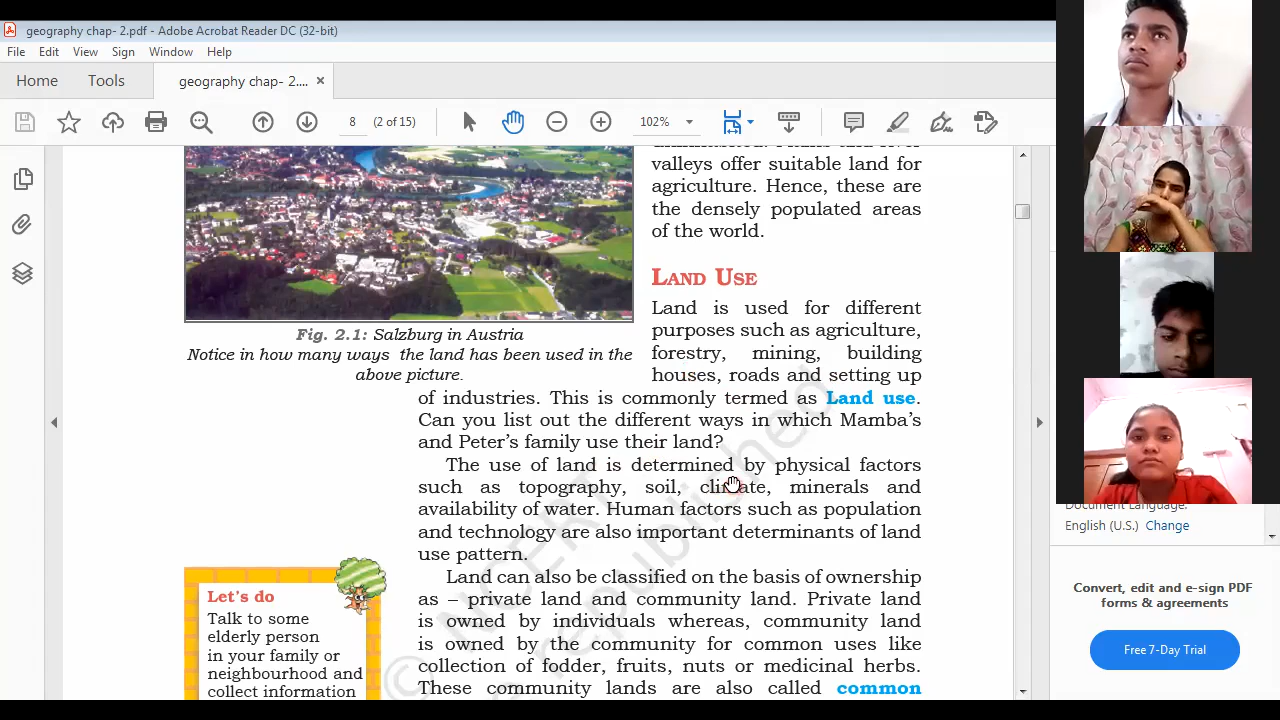 geography chap- 2.pdf - Adobe Acrobat Reader DC (32-bit)
File Edit View Sign Window Help
Home Tools geography chap- 2.... ×
8 (2 of 15) 102%
valleys offer suitable land for
agriculture. Hence, these are
the densely populated areas
of the world.
Fig. 2.1: Salzburg in Austria
Notice in how many ways the land has been used in the
above picture.
LAND USE
Land is used for different
purposes such as agriculture,
forestry, mining, building
houses, roads and setting up
of industries. This is commonly termed as Land use.
Can you list out the different ways in which Mamba's
and Peter's family use their land?
The use of land is determined by physical factors
such as topography, soil, climate, minerals and
availability of water. Human factors such as population
and technology are also important determinants of land
use pattern.
Land can also be classified on the basis of ownership
as – private land and community land. Private land
is owned by individuals whereas, community land
is owned by the community for common uses like
collection of fodder, fruits, nuts or medicinal herbs.
These community lands are also called common
Let's do
Talk to some
elderly person
in your family or
neighbourhood and
collect information
© NCERT
republished
Document Language:
English (U.S.) Change
Convert, edit and e-sign PDF
forms & agreements
Free 7-Day Trial